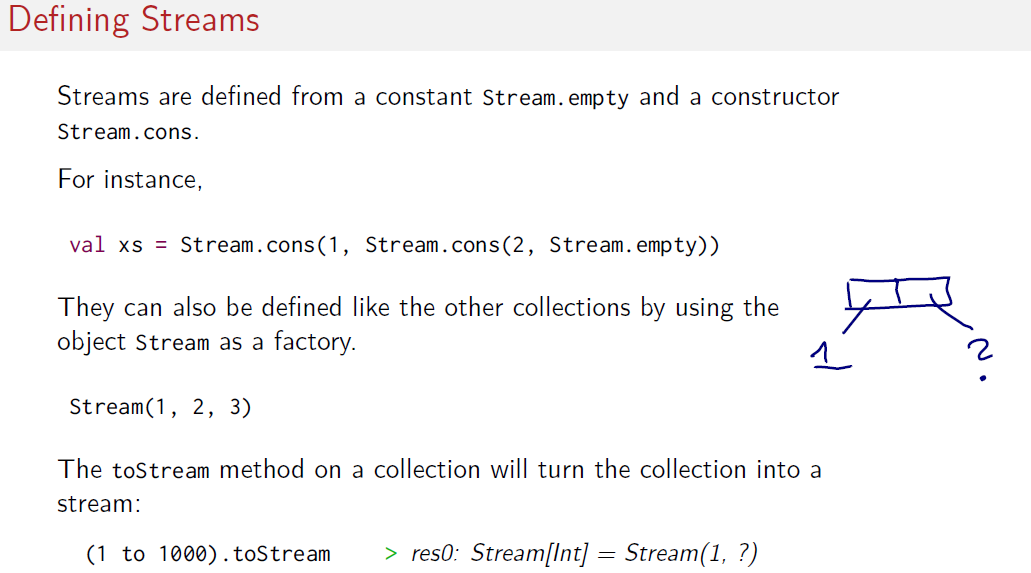 Defining Streams
Streams are defined from a constant Stream.empty and a constructor
Stream.cons.
For instance,
val xs = Stream.cons(1, Stream.cons(2, Stream.empty))
They can also be defined like the other collections by using the
object Stream as a factory.
1 ?
Stream(1, 2, 3)
The toStream method on a collection will turn the collection into a
stream:
(1 to 1000).toStream > res0: Stream[Int] = Stream(1, ?)